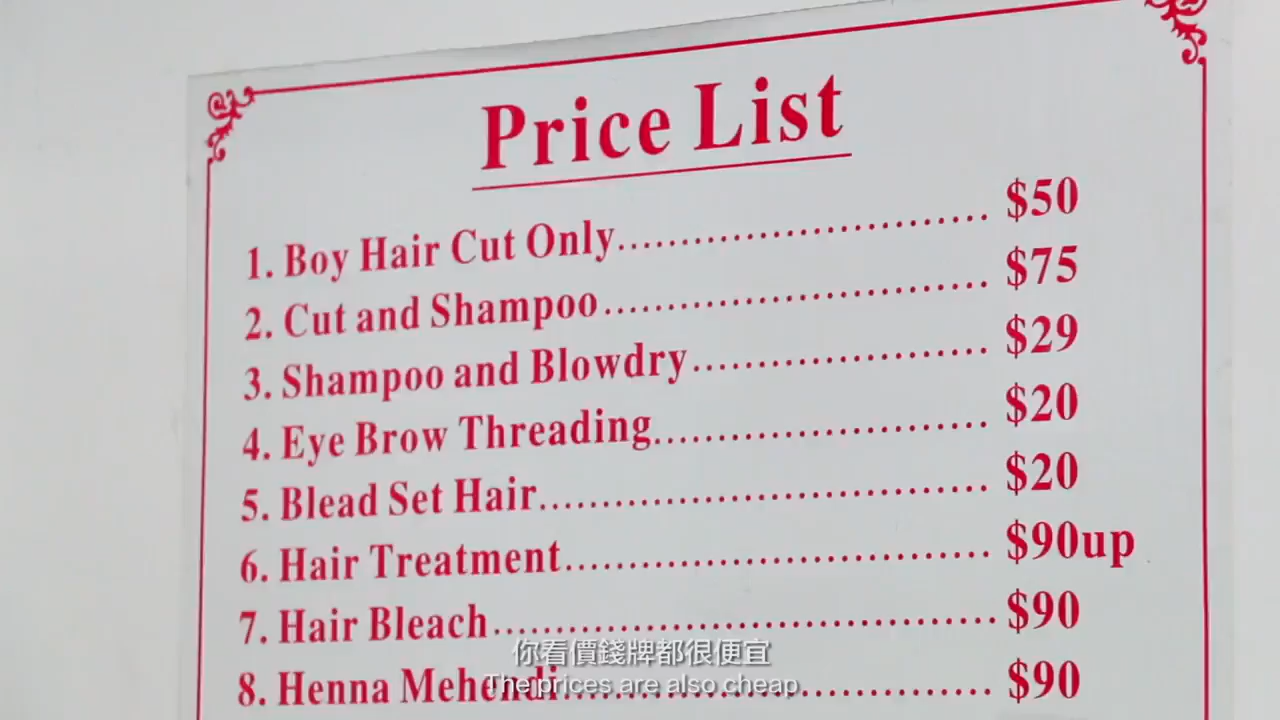 Price List
1. Boy Hair Cut Only.............................. $50
2. Cut and Shampoo............................... $75
3. Shampoo and Blowdry........................ $29
4. Eye Brow Threading........................... $20
5. Blead Set Hair.................................... $20
6. Hair Treatment.................................. $90up
7. Hair Bleach........................................ $90
你看價錢牌都很便宜
8. Henna Mehendi.................................. $90
The prices are also cheap